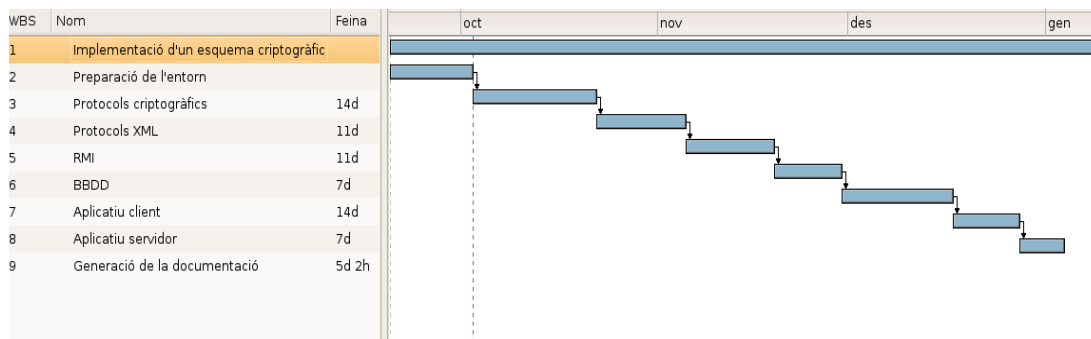 WBS Nom Feina oct nov des gen
1 Implementació d'un esquema criptogràfic
2 Preparació de l'entorn
3 Protocols criptogràfics 14d
4 Protocols XML 11d
5 RMI 11d
6 BBDD 7d
7 Aplicatiu client 14d
8 Aplicatiu servidor 7d
9 Generació de la documentació 5d 2h